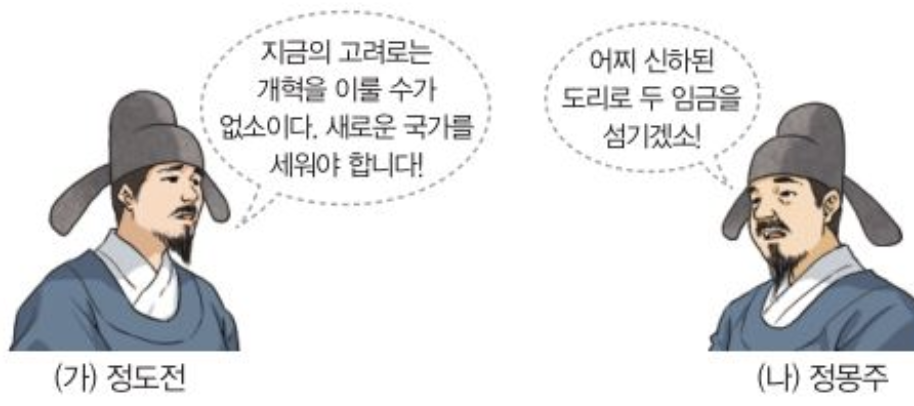 지금의 고려로는
개혁을 이룰 수가
없소이다. 새로운 국가를
세워야 합니다!
어찌 신하된
도리로 두 임금을
섬기겠소!
(가) 정도전
(나) 정몽주